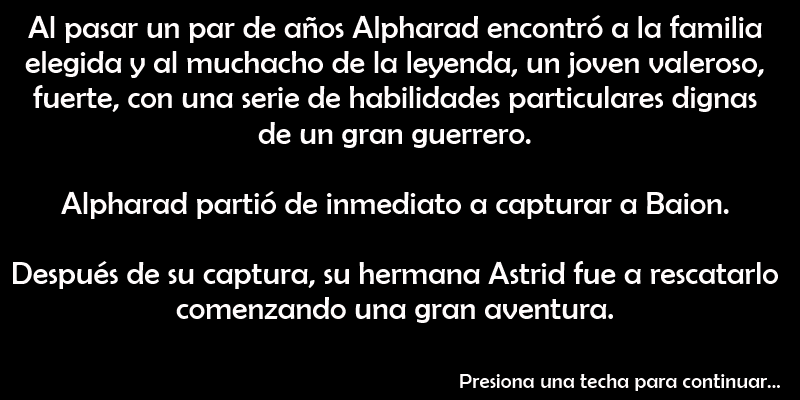 Al pasar un par de años Alpharad encontró a la familia
elegida y al muchacho de la leyenda, un joven valeroso,
fuerte, con una serie de habilidades particulares dignas
de un gran guerrero.
Alpharad partió de inmediato a capturar a Baion.
Después de su captura, su hermana Astrid fue a rescatarlo
comenzando una gran aventura.
Presiona una techa para continuar...